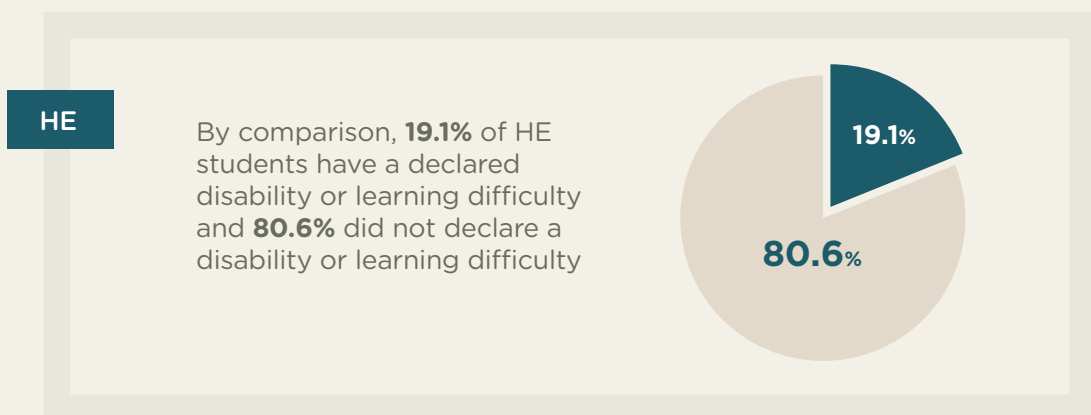 HE
By comparison, 19.1% of HE
students have a declared
disability or learning difficulty
and 80.6% did not declare a
disability or learning difficulty
19.1%
80.6%